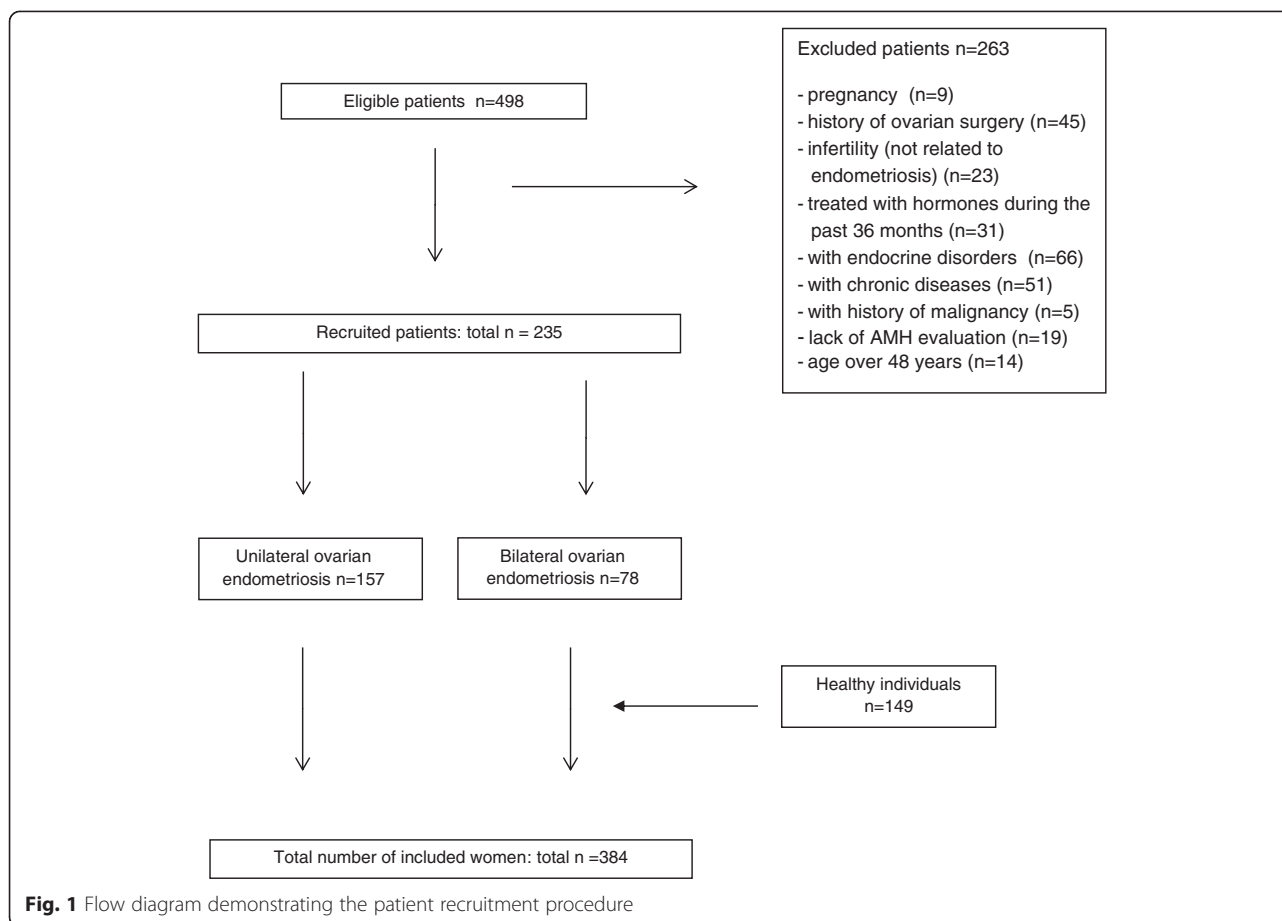 Eligible patients n=498
Excluded patients n=263
- pregnancy (n=9)
- history of ovarian surgery (n=45)
- infertility (not related to
endometriosis) (n=23)
- treated with hormones during the
past 36 months (n=31)
- with endocrine disorders (n=66)
- with chronic diseases (n=51)
- with history of malignancy (n=5)
- lack of AMH evaluation (n=19)
- age over 48 years (n=14)
Recruited patients: total n = 235
Unilateral ovarian
endometriosis n=157
Bilateral ovarian
endometriosis n=78
Healthy individuals
n=149
Total number of included women: total n =384
Fig. 1 Flow diagram demonstrating the patient recruitment procedure